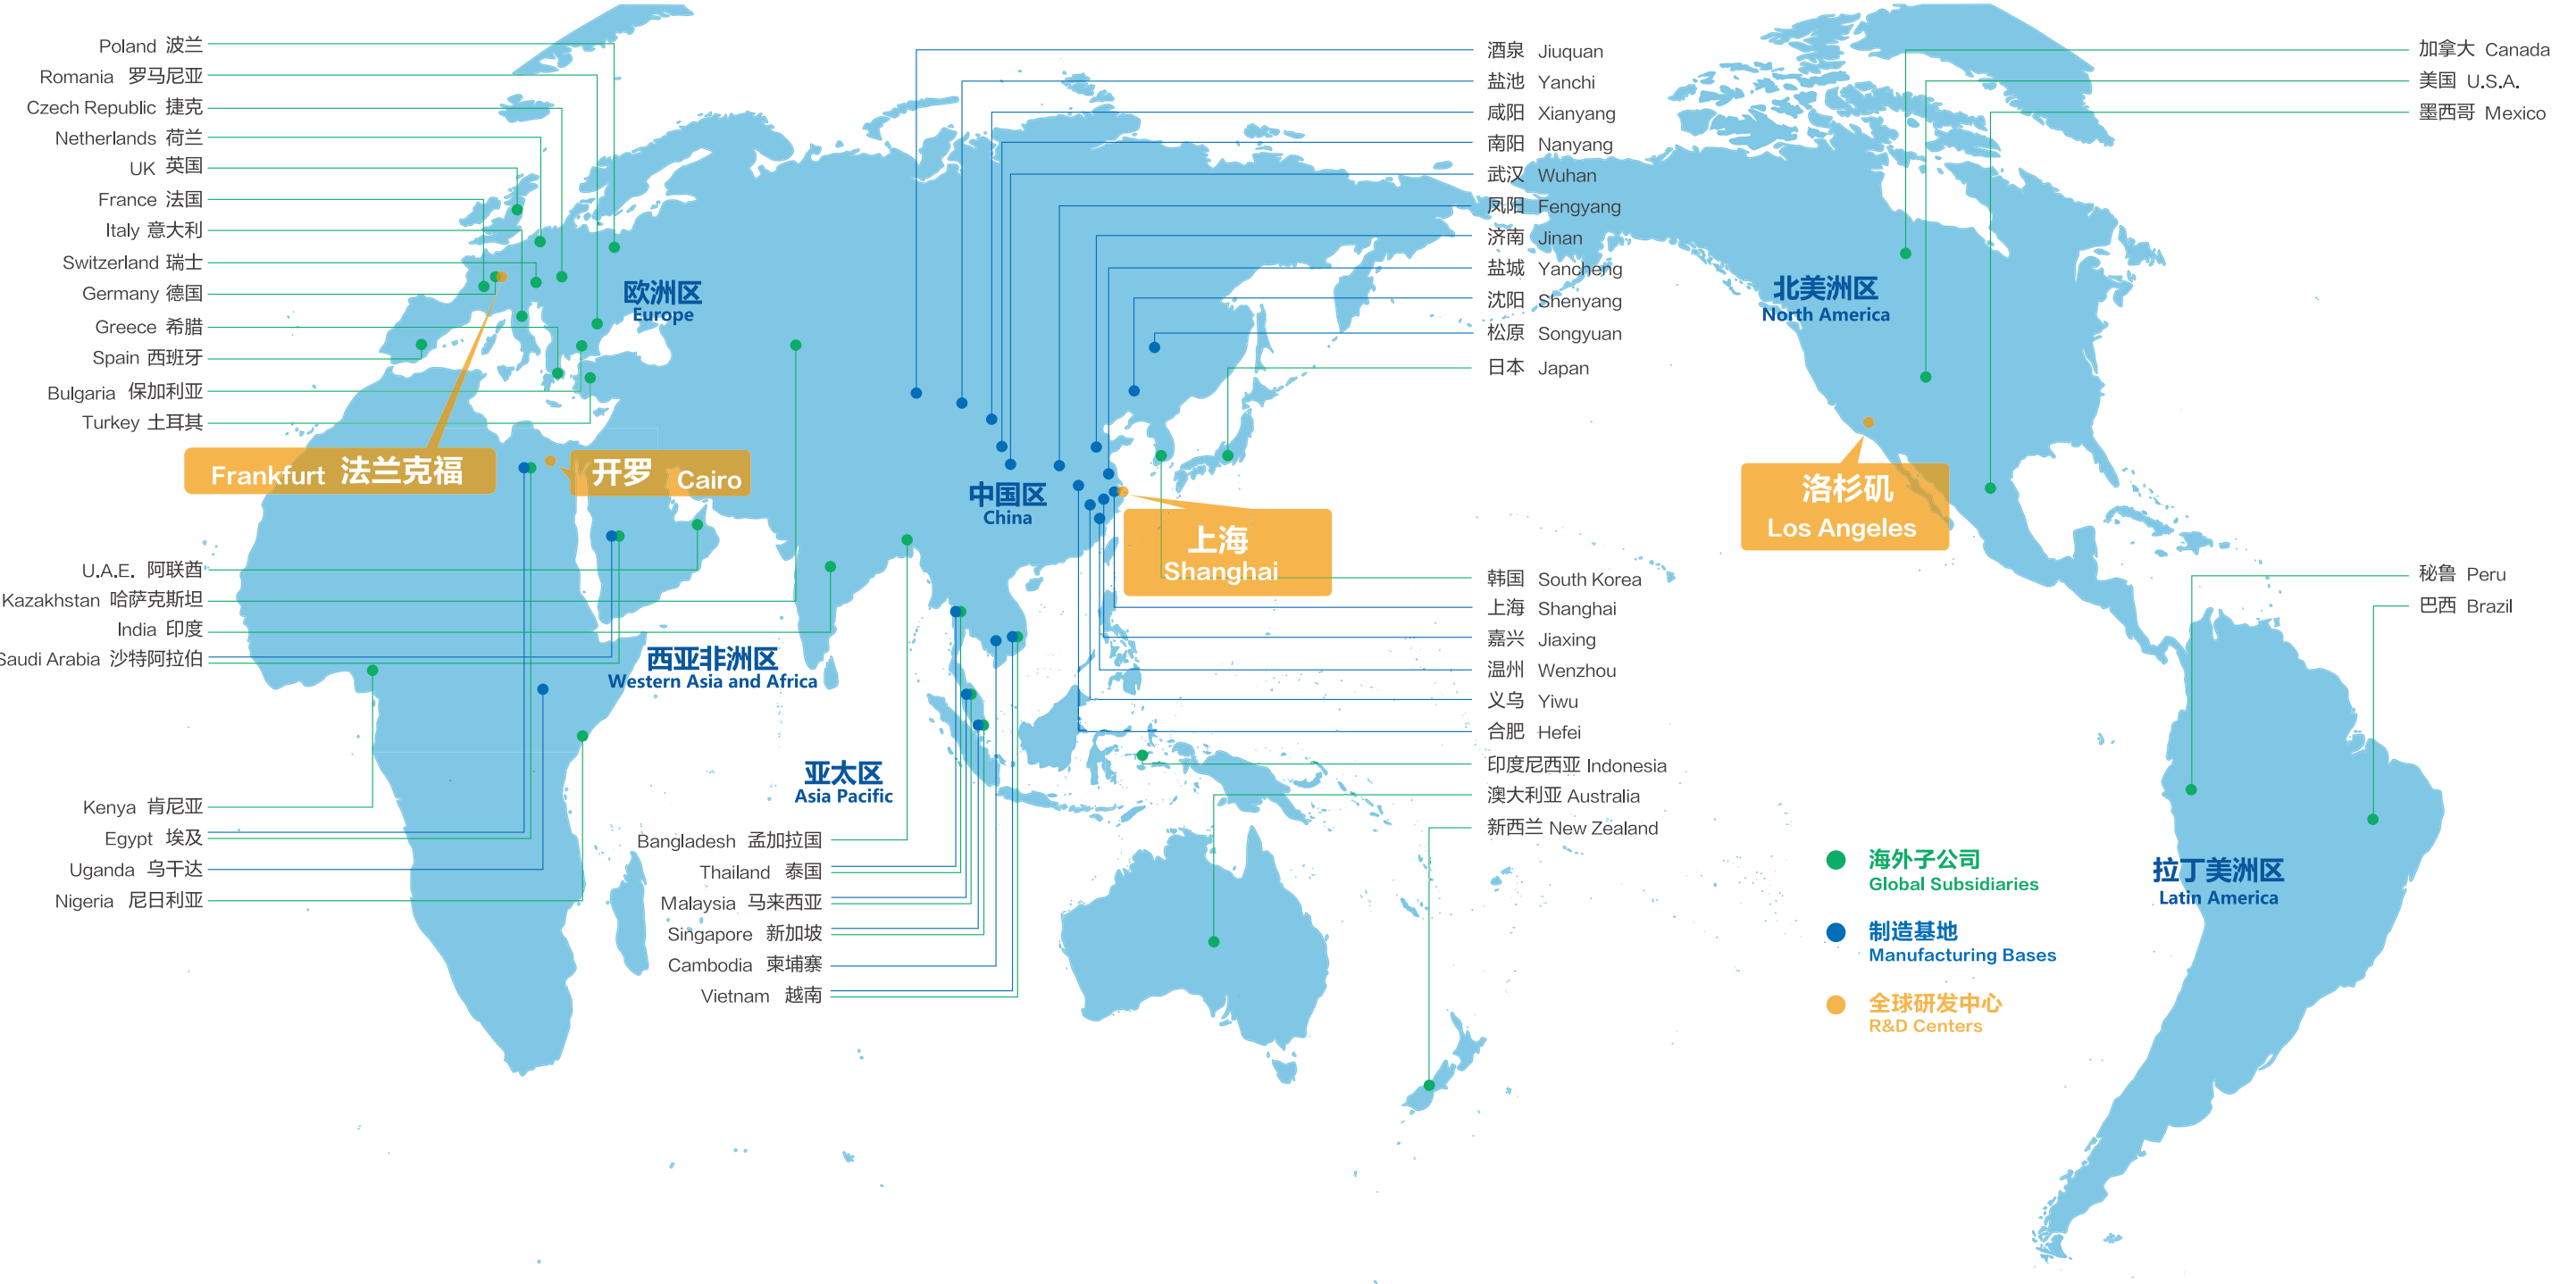 Poland 波兰
Romania 罗马尼亚
Czech Republic 捷克
Netherlands 荷兰
UK 英国
France 法国
Italy 意大利
Switzerland 瑞士
Germany 德国
Greece 希腊
Spain 西班牙
Bulgaria 保加利亚
Turkey 土耳其
Frankfurt 法兰克福
开罗 Cairo
U.A.E. 阿联酋
Kazakhstan 哈萨克斯坦
India 印度
Saudi Arabia 沙特阿拉伯
Kenya 肯尼亚
Egypt 埃及
Uganda 乌干达
Nigeria 尼日利亚
欧洲区
Europe
西亚非洲区
Western Asia and Africa
亚太区
Asia Pacific
Bangladesh 孟加拉国
Thailand 泰国
Malaysia 马来西亚
Singapore 新加坡
Cambodia 柬埔寨
Vietnam 越南
中国区
China
上海
Shanghai
酒泉 Jiuquan
盐池 Yanchi
咸阳 Xianyang
南阳 Nanyang
武汉 Wuhan
凤阳 Fengyang
济南 Jinan
盐城 Yancheng
沈阳 Shenyang
松原 Songyuan
日本 Japan
韩国 South Korea
上海 Shanghai
嘉兴 Jiaxing
温州 Wenzhou
义乌 Yiwu
合肥 Hefei
印度尼西亚 Indonesia
澳大利亚 Australia
新西兰 New Zealand
加拿大 Canada
美国 U.S.A.
墨西哥 Mexico
北美洲区
North America
洛杉矶
Los Angeles
秘鲁 Peru
巴西 Brazil
拉丁美洲区
Latin America
海外子公司
Global Subsidiaries
制造基地
Manufacturing Bases
全球研发中心
R&D Centers